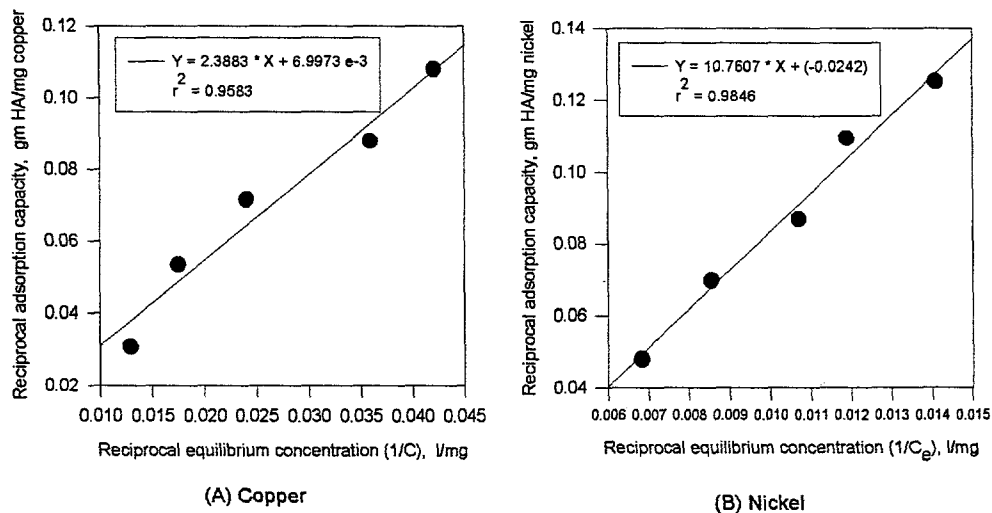 Reciprocal adsorption capacity, gm HA/mg copper
0.12
0.10
0.08
0.06
0.04
0.02
Y = 2.3883 * X + 6.9973 e-3
r2 = 0.9583
0.010 0.015 0.020 0.025 0.030 0.035 0.040 0.045
Reciprocal equilibrium concentration (1/C), l/mg
(A) Copper
Reciprocal adsorption capacity, gm HA/mg nickel
0.14
0.12
0.10
0.08
0.06
0.04
Y = 10.7607 * X + (-0.0242)
r2 = 0.9846
0.006 0.007 0.008 0.009 0.010 0.011 0.012 0.013 0.014 0.015
Reciprocal equilibrium concentration (1/Ce), l/mg
(B) Nickel